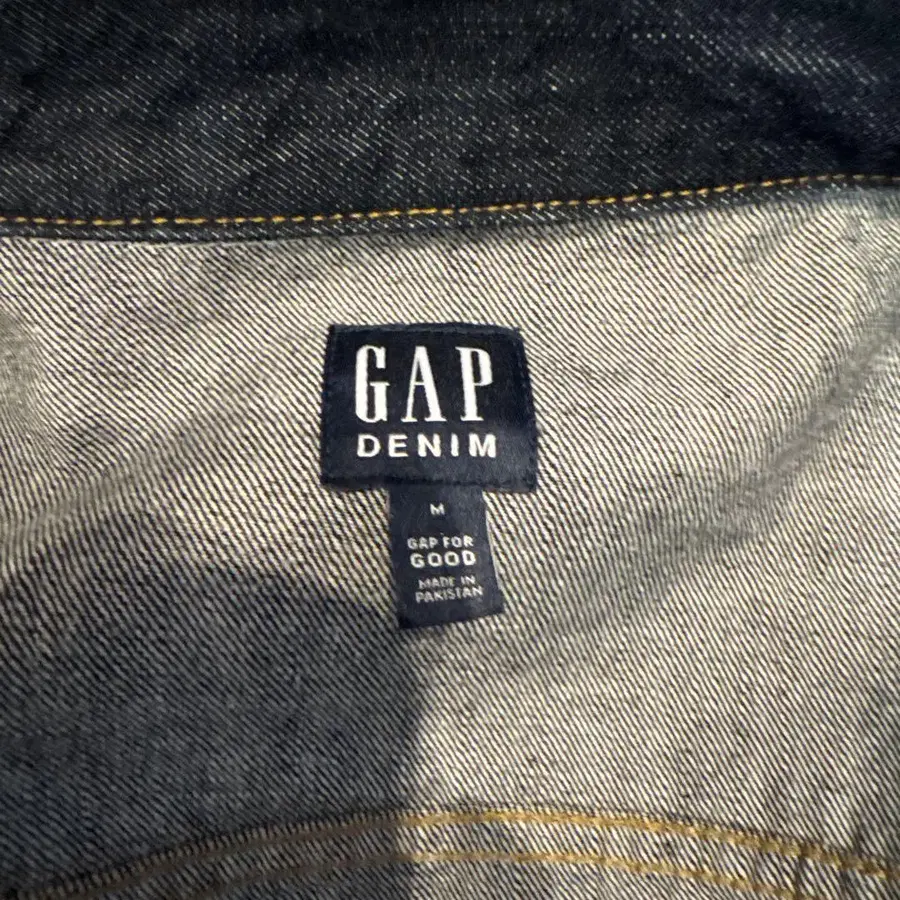 GAP
DENIM
M
GAP FOR
GOOD
MADE IN
PAKISTAN